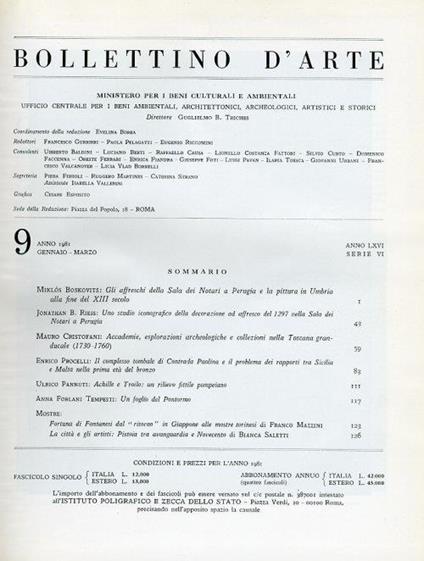 BOLLETTINO D'ARTE
MINISTERO PER I BENI CULTURALI E AMBIENTALI
UFFICIO CENTRALE PER I BENI AMBIENTALI, ARCHITETTONICI, ARCHEOLOGICI, ARTISTICI E STORICI
Direttore GUGLIELMO B. TRICHES
Coordinamento della redazione EVELINA BOREA
Redattori FRANCESCO GURRIERI – PAOLA PELAGATTI – EUGENIO RICCOMINI
Consulenti UMBERTO BALDINI – LUCIANO BERTI – RAFFAELLO CAUSA – LIONELLO COSTANZA FATTORI – SILVIO CURTO – DOMENICO
FACCENNA – ORESTE FERRARI – ENRICA FIANDRA – GIUSEPPE FOTI – LUISE PAVAN – ILARIA TOESCA – GIOVANNI URBANI – FRAN-
CESCO VALCANOVER – LICIA VLAD BORRELLI
Segreteria PIERA FERIOLI – RUGGERO MARTINES – CATERINA STRANO
Assistente ISABELLA VALLERINI
Grafica CESARE ESPOSITO
Sede della Redazione: Piazza del Popolo, 18 – ROMA
9 ANNO 1981
GENNAIO - MARZO
ANNO LXVI
SERIE VI
SOMMARIO
MIKLÓS BOSKOVITS: Gli affreschi della Sala dei Notari a Perugia e la pittura in Umbria
alla fine del XIII secolo 1
JONATHAN B. RIESS: Uno studio iconografico della decorazione ad affresco del 1297 nella Sala dei
Notari a Perugia 43
MAURO CRISTOFANI: Accademie, esplorazioni archeologiche e collezioni nella Toscana gran-
ducale (1730-1760) 59
ENRICO PROCELLI: Il complesso tombale di Contrada Paolina e il problema dei rapporti tra Sicilia
e Malta nella prima età del bronzo 83
ULRICO PANNUTI: Achille e Troilo: un rilievo fittile pompeiano 111
ANNA FORLANI TEMPESTI: Un foglio del Pontormo 117
MOSTRE:
Fortuna di Fontanesi dal "ritocco" in Giappone alle mostre torinesi di FRANCO MAZZINI 123
La città e gli artisti: Pistoia tra avanguardia e Novecento di BIANCA SALETTI 126
CONDIZIONI E PREZZI PER L'ANNO 1981
FASCICOLO SINGOLO { ITALIA L. 12.000 ABBONAMENTO ANNUO { ITALIA L. 42.000
ESTERO L. 13.000 (quattro fascicoli) ESTERO L. 45.000
L'importo dell'abbonamento e dei fascicoli può essere versato sul c/c postale n. 387001 intestato
all'ISTITUTO POLIGRAFICO E ZECCA DELLO STATO - Piazza Verdi, 10 - 00100 Roma,
precisando nell'apposito spazio la causale